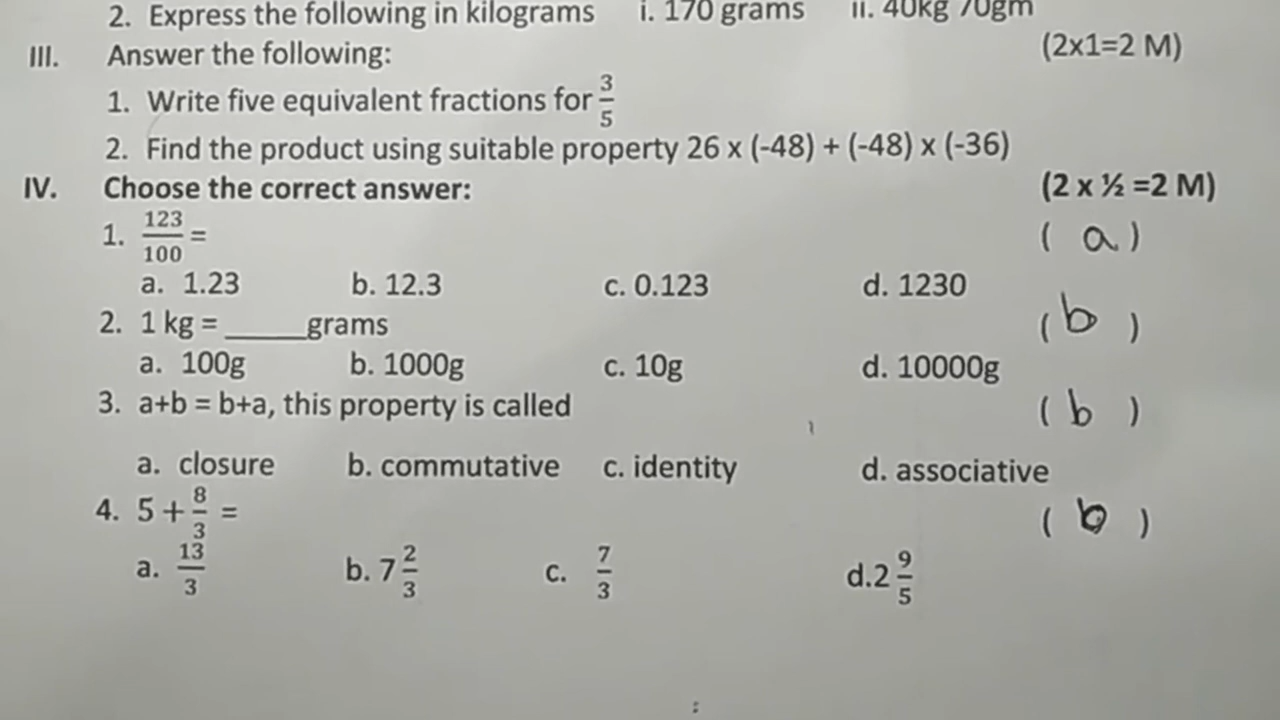 2. Express the following in kilograms i. 170 grams ii. 40kg 70gm
III. Answer the following: (2x1=2 M)
1. Write five equivalent fractions for 3/5
2. Find the product using suitable property 26 x (-48) + (-48) x (-36)
IV. Choose the correct answer: (2 x ½ =2 M)
1. 123/100 = ( a )
a. 1.23 b. 12.3 c. 0.123 d. 1230
2. 1 kg = _____grams ( b )
a. 100g b. 1000g c. 10g d. 10000g
3. a+b = b+a, this property is called ( b )
a. closure b. commutative c. identity d. associative
4. 5 + 8/3 = ( b )
a. 13/3 b. 7 2/3 c. 7/3 d.2 9/5